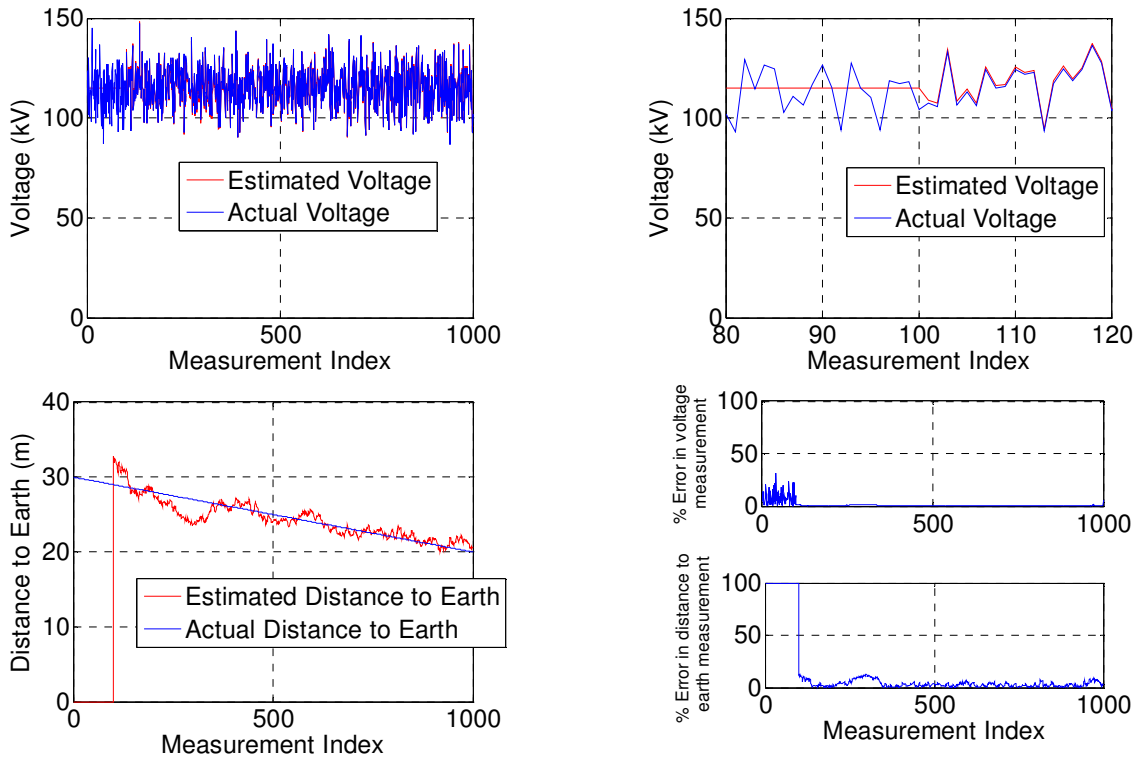 150
100
50
0
0
500
1000
Voltage (kV)
Measurement Index
Estimated Voltage
Actual Voltage
150
100
50
0
80
90
100
110
120
Voltage (kV)
Measurement Index
Estimated Voltage
Actual Voltage
40
30
20
10
0
0
500
1000
Distance to Earth (m)
Measurement Index
Estimated Distance to Earth
Actual Distance to Earth
100
50
0
0
500
1000
% Error in voltage
measurement
100
50
0
0
500
1000
% Error in distance to
earth measurement
Measurement Index